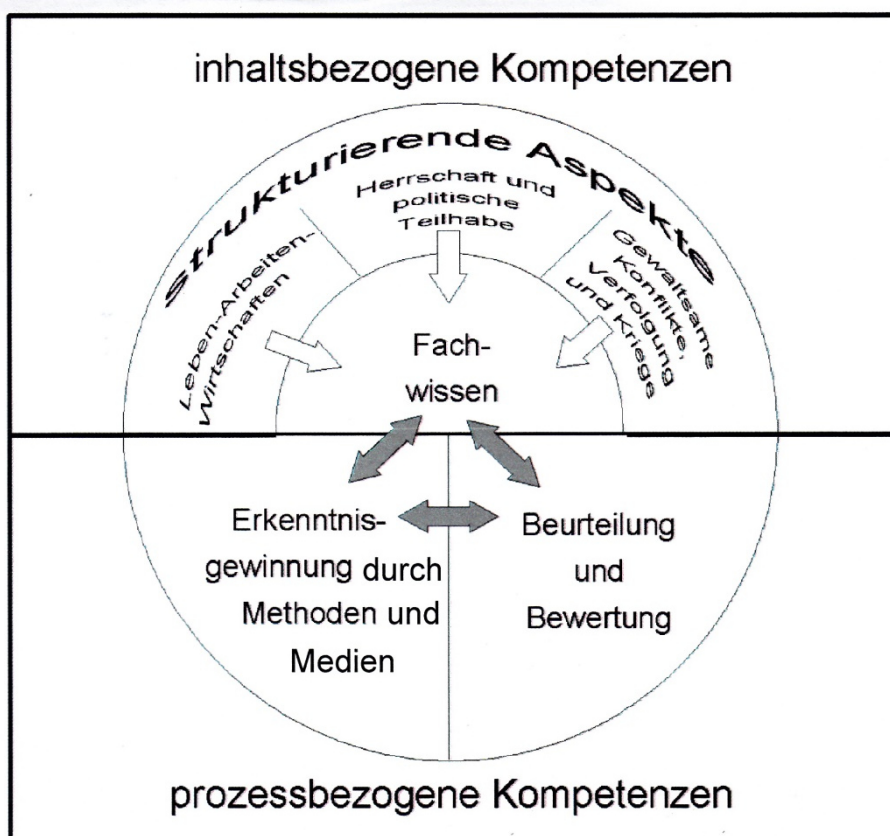 inhaltsbezogene Kompetenzen
Strukturierende Aspekte
Herrschaft und
politische
Teilhabe
Leben-Arbeiten-
Wirtschaften
Gewaltsame
Konflikte,
Verfolgung
und Kriege
Fach-
wissen
Erkenntnis-
gewinnung durch
Methoden und
Medien
Beurteilung
und
Bewertung
prozessbezogene Kompetenzen